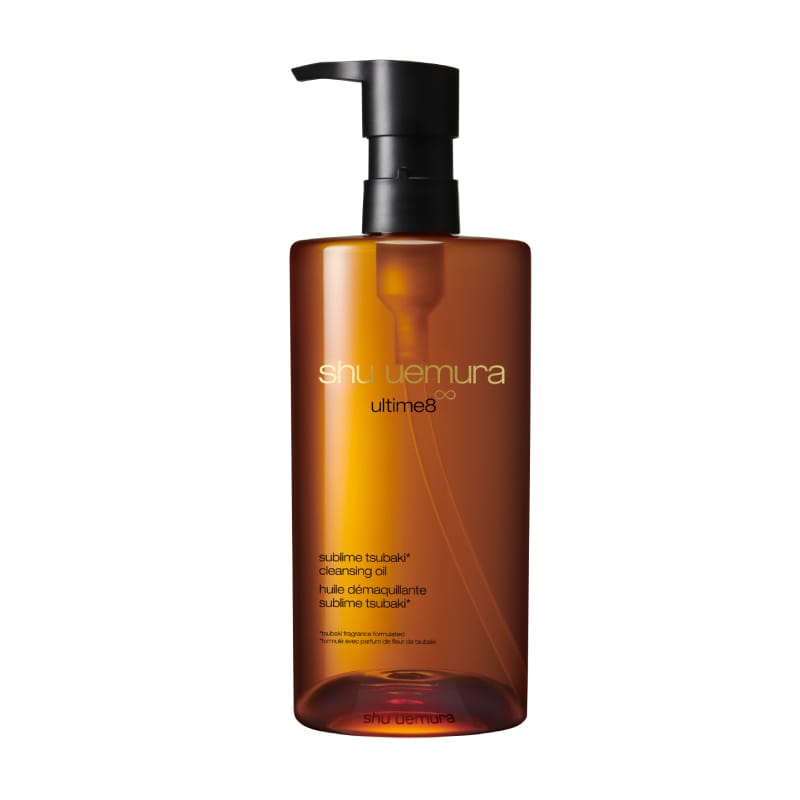 shu uemura
ultime8∞
sublime tsubaki*
cleansing oil
huile démaquillante
sublime tsubaki*
*tsubaki fragrance formulated
*formulé avec parfum de fleur de tsubaki
shu uemura